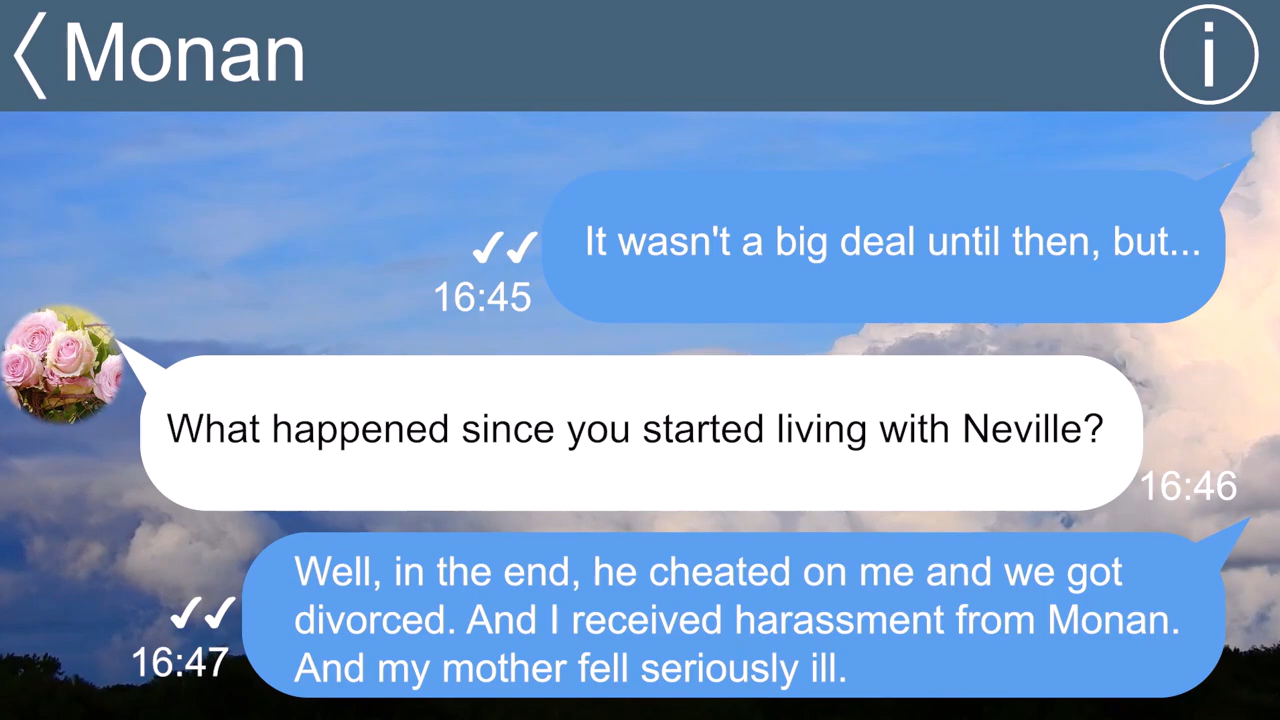 Monan
i
It wasn't a big deal until then, but...
16:45
What happened since you started living with Neville?
16:46
Well, in the end, he cheated on me and we got
divorced. And I received harassment from Monan.
And my mother fell seriously ill.
16:47